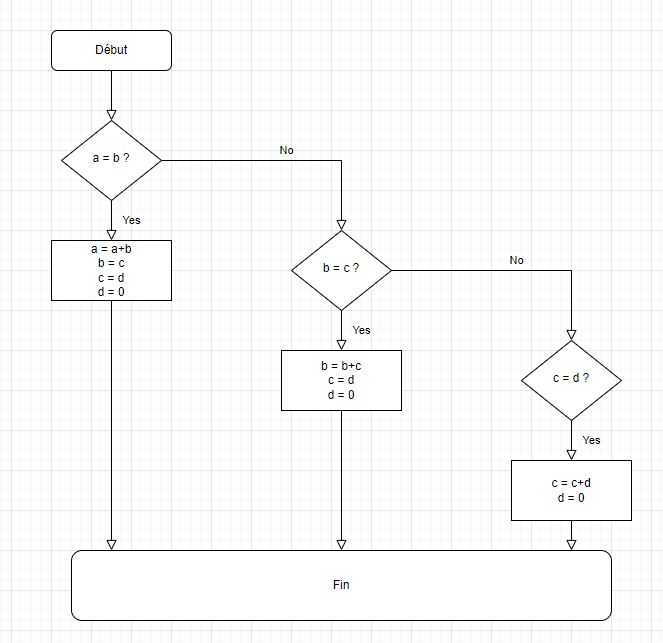 Début
a = b ?
No
Yes
a = a+b
b = c
c = d
d = 0
b = c ?
No
Yes
b = b+c
c = d
d = 0
c = d ?
Yes
c = c+d
d = 0
Fin